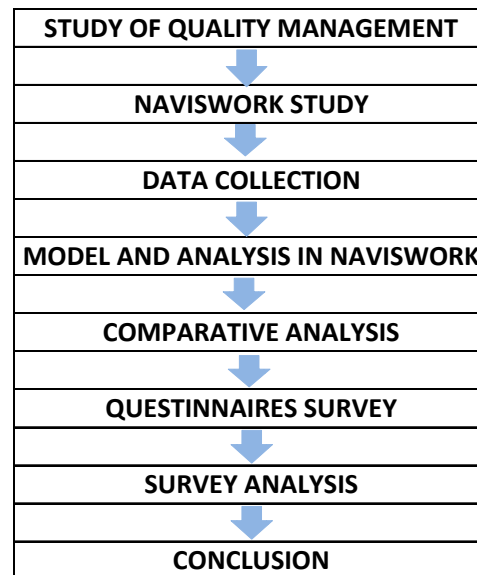 STUDY OF QUALITY MANAGEMENT
NAVISWORK STUDY
DATA COLLECTION
MODEL AND ANALYSIS IN NAVISWORK
COMPARATIVE ANALYSIS
QUESTINNAIRES SURVEY
SURVEY ANALYSIS
CONCLUSION